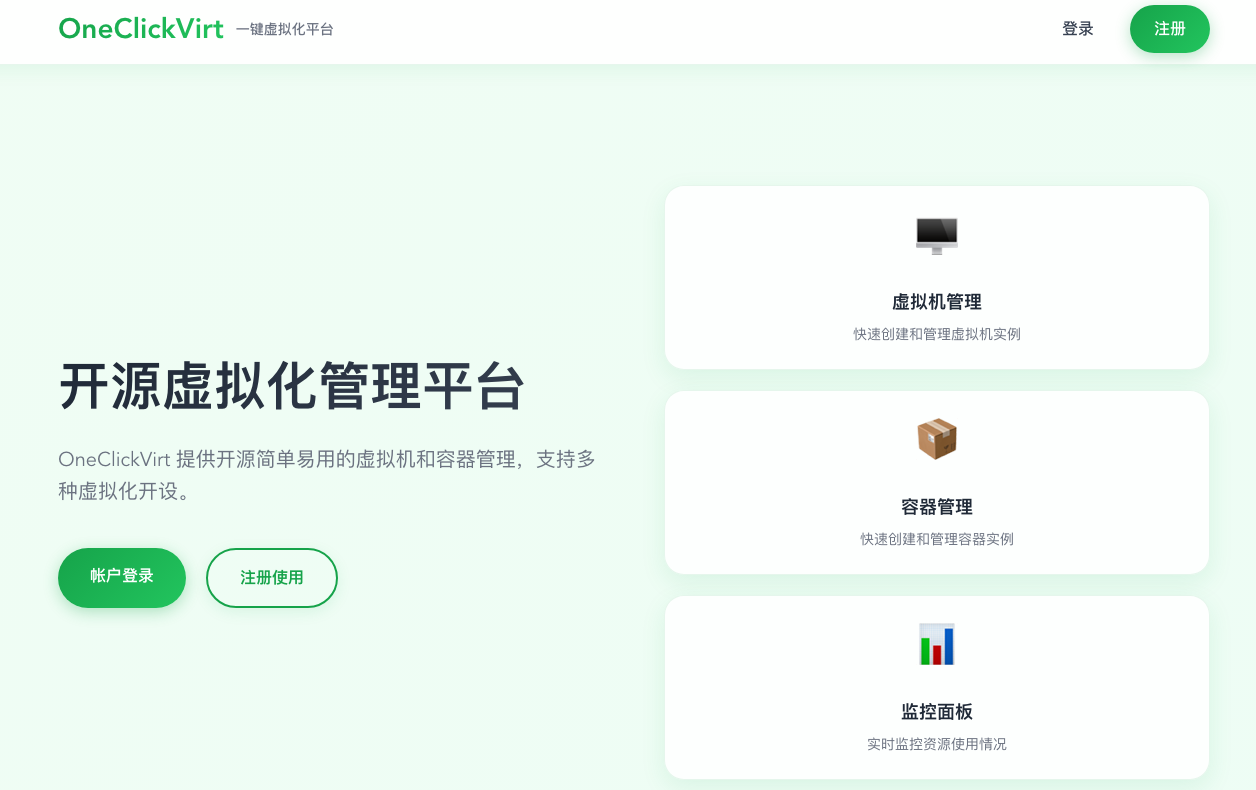 OneClickVirt 一键虚拟化平台
登录
注册
开源虚拟化管理平台
OneClickVirt 提供开源简单易用的虚拟机和容器管理，支持多
种虚拟化开设。
帐户登录
注册使用
虚拟机管理
快速创建和管理虚拟机实例
容器管理
快速创建和管理容器实例
监控面板
实时监控资源使用情况